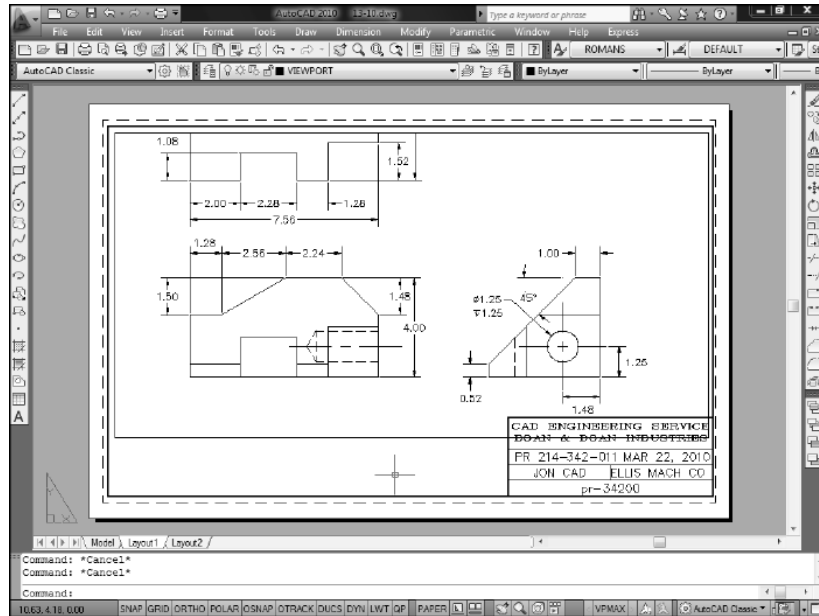 AutoCAD 2010 13-10.dwg Type a keyword or phrase
File Edit View Insert Format Tools Draw Dimension Modify Parametric Window Help Express
ROMANS DEFAULT
AutoCAD Classic VIEWPORT ByLayer ByLayer
1.08
1.52
2.00 2.28 1.28
7.56
1.28 2.56 2.24 1.00
1.50 1.48 ø1.25 45°
4.00 ∇1.25
1.25
0.52
1.48
CAD ENGINEERING SERVICE
DOAN & DOAN INDUSTRIES
PR 214-342-011 MAR 22, 2010
JON CAD ELLIS MACH CO
pr-34200
A
X
Model Layout1 Layout2
Command: *Cancel*
Command: *Cancel*
Command:
10.63, 4.18, 0.00 SNAP GRID ORTHO POLAR OSNAP OTRACK DUCS DYN LWT QP PAPER VPMAX AutoCAD Classic